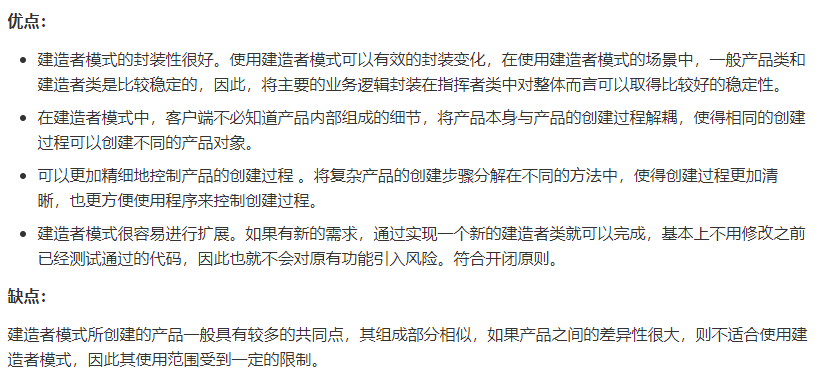 优点：
建造者模式的封装性很好。使用建造者模式可以有效的封装变化，在使用建造者模式的场景中，一般产品类和
建造者类是比较稳定的，因此，将主要的业务逻辑封装在指挥者类中对整体而言可以取得比较好的稳定性。
在建造者模式中，客户端不必知道产品内部组成的细节，将产品本身与产品的创建过程解耦，使得相同的创建
过程可以创建不同的产品对象。
可以更加精细地控制产品的创建过程 。将复杂产品的创建步骤分解在不同的方法中，使得创建过程更加清
晰，也更方便使用程序来控制创建过程。
建造者模式很容易进行扩展。如果有新的需求，通过实现一个新的建造者类就可以完成，基本上不用修改之前
已经测试通过的代码，因此也就不会对原有功能引入风险。符合开闭原则。
缺点：
建造者模式所创建的产品一般具有较多的共同点，其组成部分相似，如果产品之间的差异性很大，则不适合使用建
造者模式，因此其使用范围受到一定的限制。